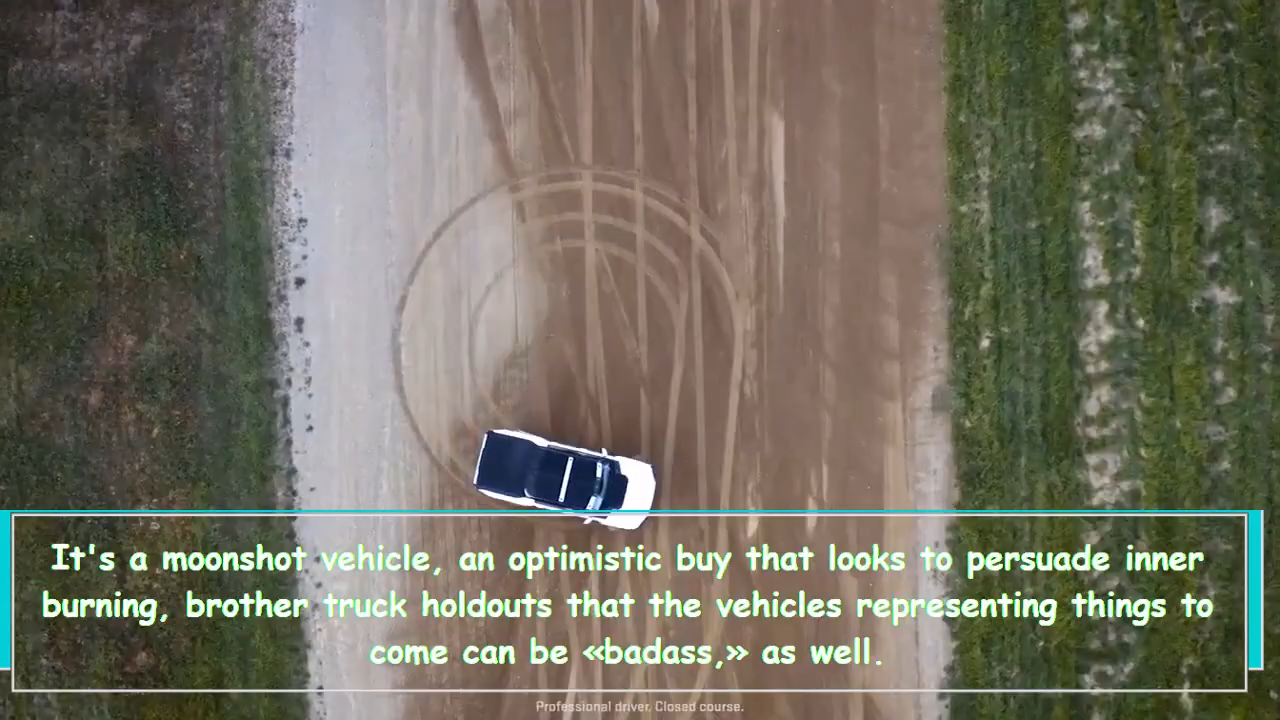 It's a moonshot vehicle, an optimistic buy that looks to persuade inner
burning, brother truck holdouts that the vehicles representing things to
come can be «badass,» as well.
Professional driver. Closed course.